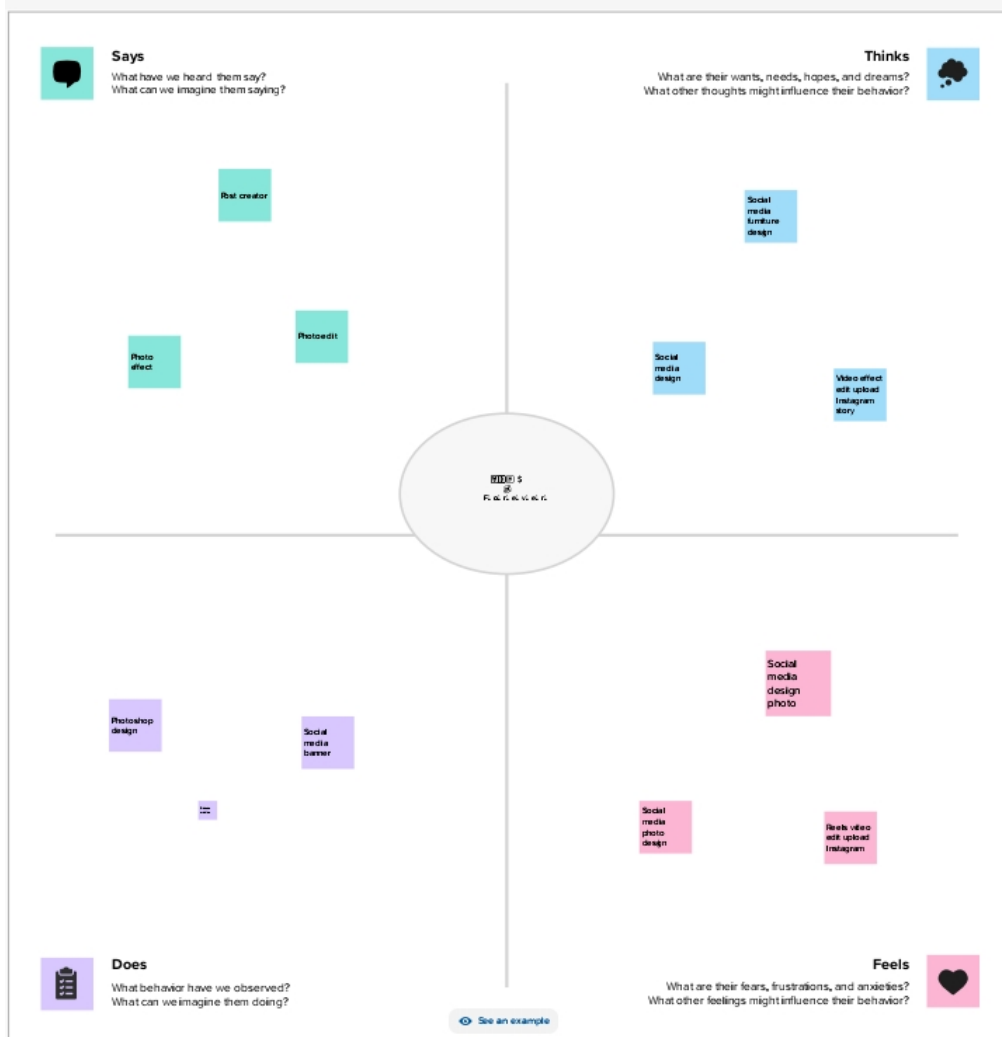 Says
What have we heard them say?
What can we imagine them saying?
Thinks
What are their wants, needs, hopes, and dreams?
What other thoughts might influence their behavior?
Post creator
Photo
effect
Photo edit
Social
media
furniture
design
Social
media
design
Video effect
edit upload
Instagram
story
Photoshop
design
Social
media
banner
Social
media
design
photo
Social
media
photo
design
Reels video
edit upload
Instagram
Does
What behavior have we observed?
What can we imagine them doing?
Feels
What are their fears, frustrations, and anxieties?
What other feelings might influence their behavior?
See an example